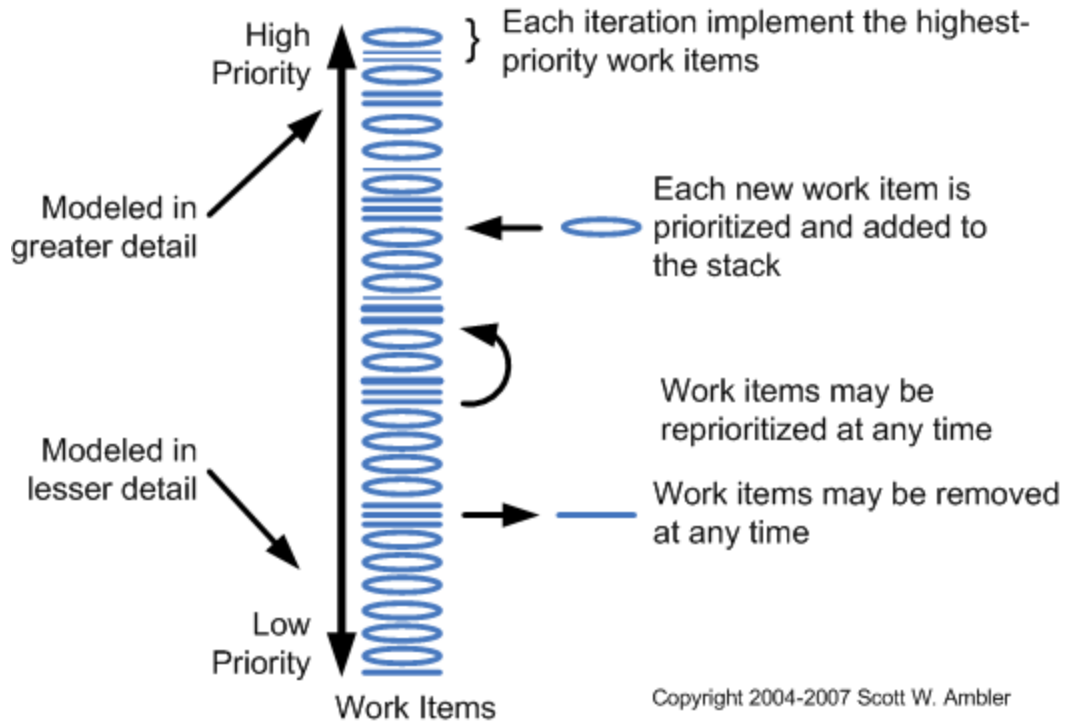 High
Priority
}
Each iteration implement the highest-
priority work items
Modeled in
greater detail
Each new work item is
prioritized and added to
the stack
Work items may be
reprioritized at any time
Modeled in
lesser detail
Work items may be removed
at any time
Low
Priority
Work Items
Copyright 2004-2007 Scott W. Ambler